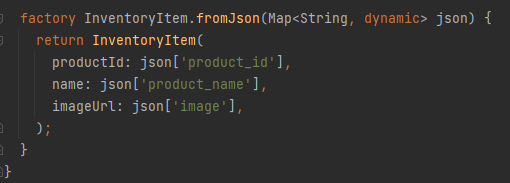 factory InventoryItem.fromJson(Map<String, dynamic> json) {
return InventoryItem(
productId: json['product_id'],
name: json['product_name'],
imageUrl: json['image'],
);
}
}